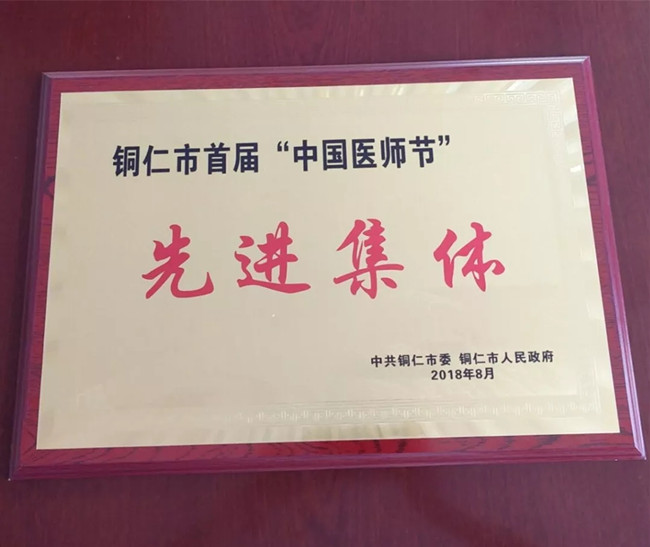 铜仁市首届“中国医师节”
先进集体
中共铜仁市委 铜仁市人民政府
2018年8月